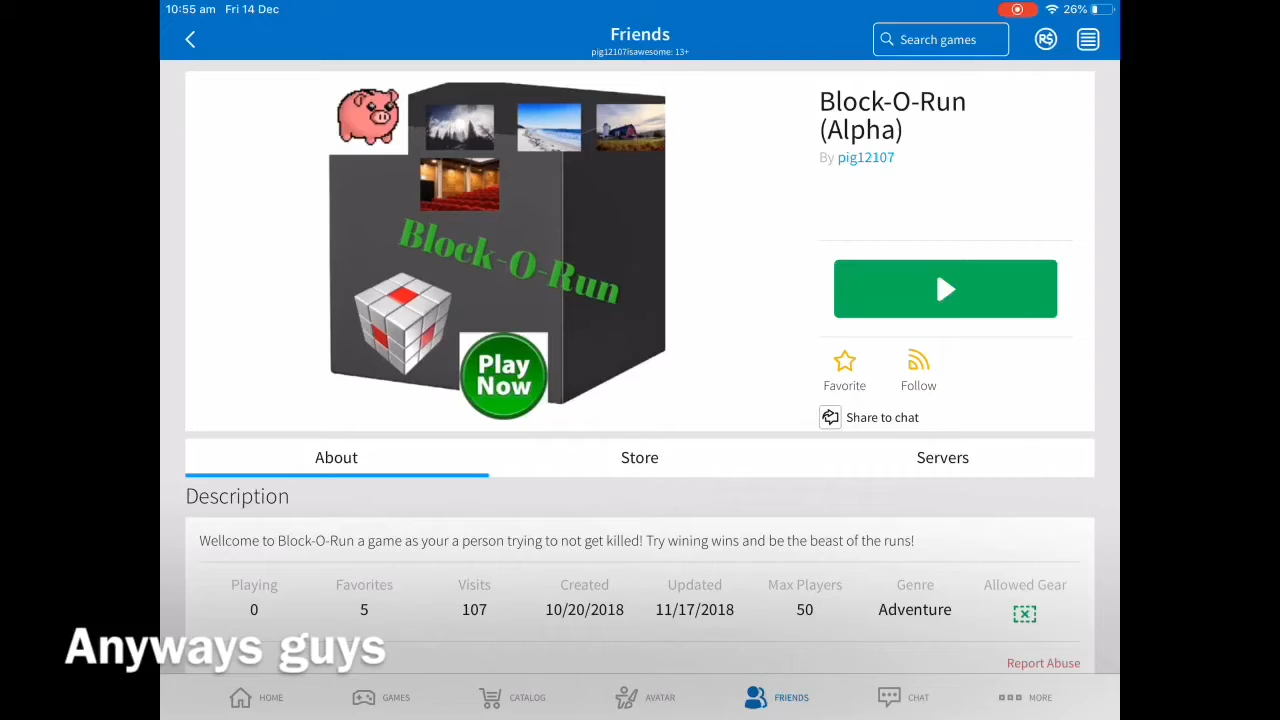 10:55 am Fri 14 Dec
26%
Friends
pig12107isawesome: 13+
Search games
R$
Block-O-Run
(Alpha)
By pig12107
Block-O-Run
Play
Now
Favorite
Follow
Share to chat
About
Store
Servers
Description
Wellcome to Block-O-Run a game as your a person trying to not get killed! Try wining wins and be the beast of the runs!
Playing Favorites Visits Created Updated Max Players Genre Allowed Gear
0 5 107 10/20/2018 11/17/2018 50 Adventure
Anyways guys
Report Abuse
HOME GAMES CATALOG AVATAR FRIENDS CHAT MORE